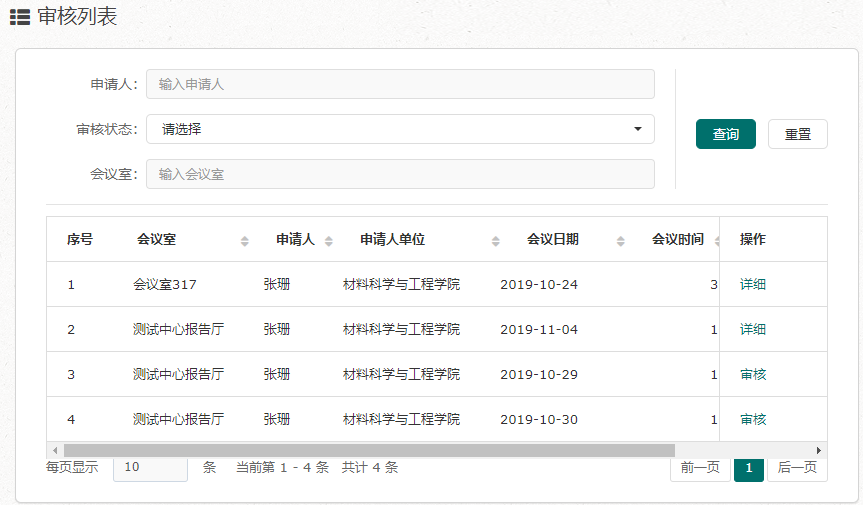 审核列表
申请人: 输入申请人
审核状态: 请选择
会议室: 输入会议室
查询 重置
序号 会议室 申请人 申请人单位 会议日期 会议时间 操作
1 会议室317 张珊 材料科学与工程学院 2019-10-24 3 详细
2 测试中心报告厅 张珊 材料科学与工程学院 2019-11-04 1 详细
3 测试中心报告厅 张珊 材料科学与工程学院 2019-10-29 1 审核
4 测试中心报告厅 张珊 材料科学与工程学院 2019-10-30 1 审核
每页显示 10 条 当前第 1 - 4 条 共计 4 条 前一页 1 后一页